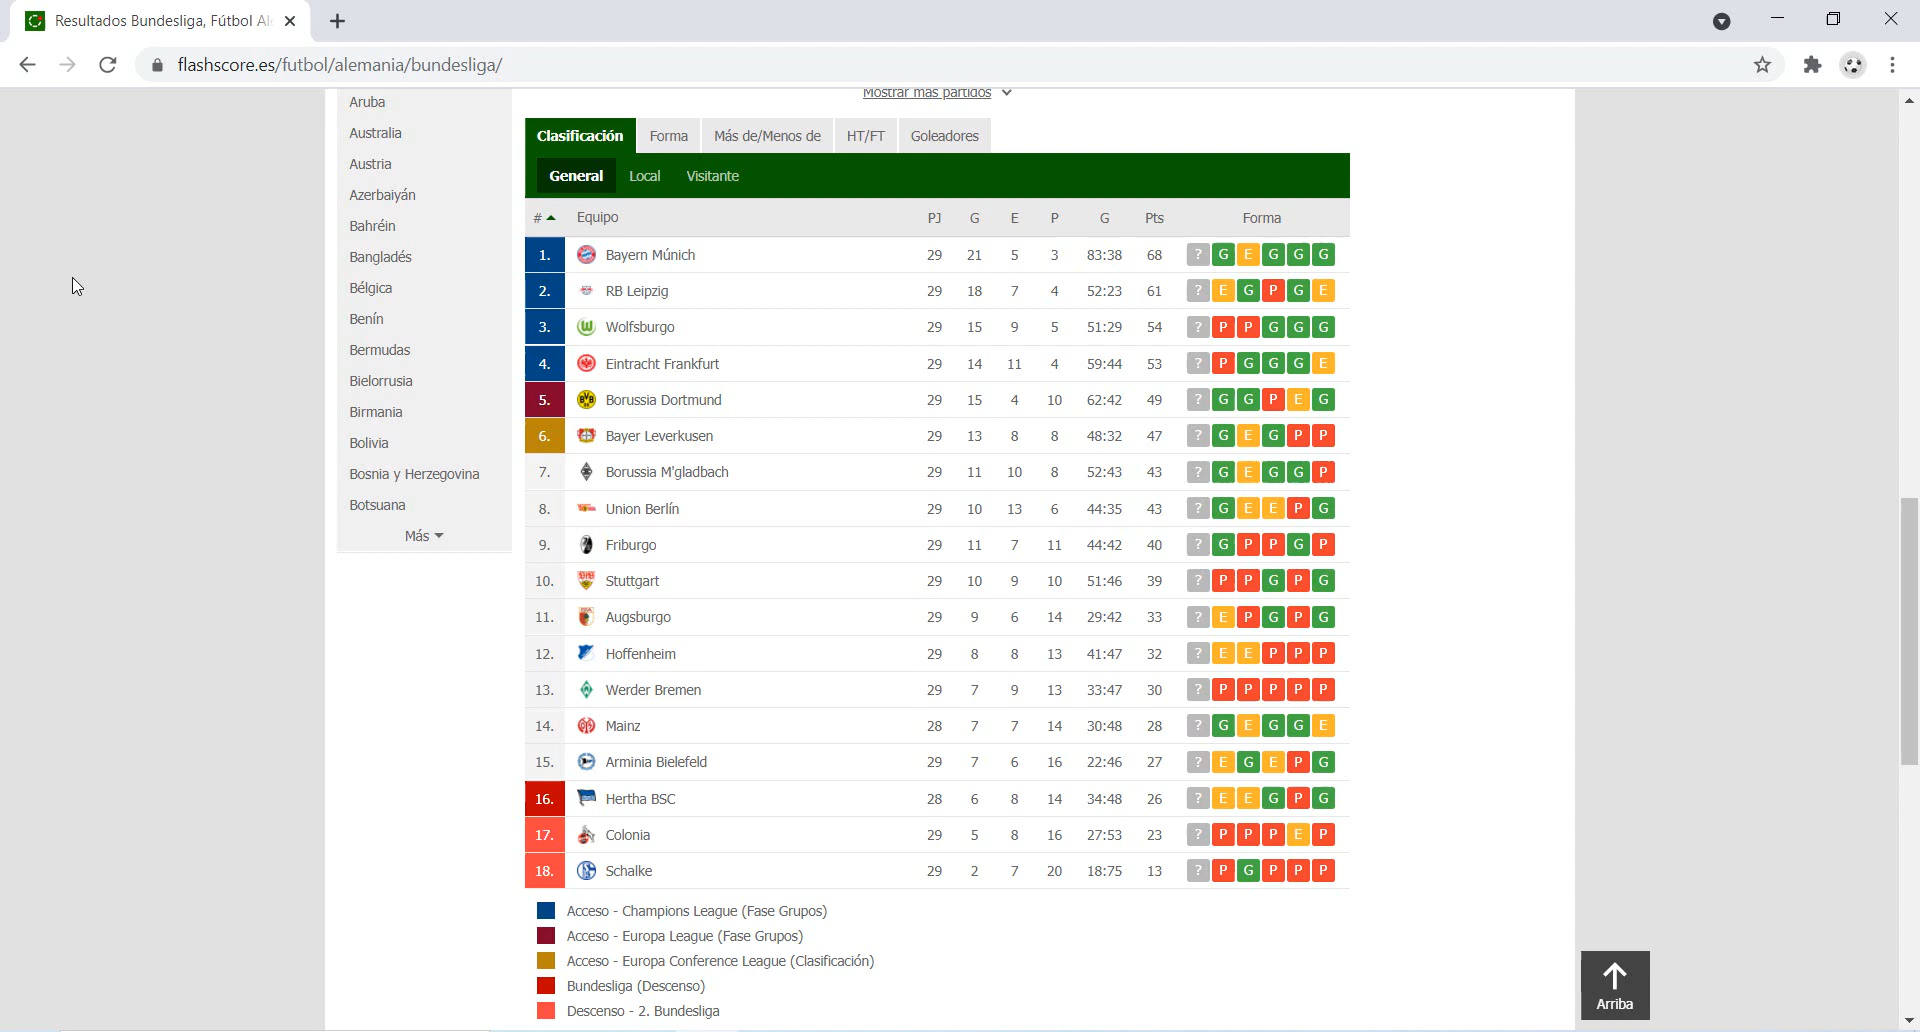 Resultados Bundesliga, Fútbol Al
flashscore.es/futbol/alemania/bundesliga/
Aruba
Australia
Austria
Azerbaiyán
Bahréin
Bangladés
Bélgica
Benín
Bermudas
Bielorrusia
Birmania
Bolivia
Bosnia y Herzegovina
Botsuana
Más
Mostrar más partidos
Clasificación Forma Más de/Menos de HT/FT Goleadores
General Local Visitante
# Equipo PJ G E P G Pts Forma
1. Bayern Múnich 29 21 5 3 83:38 68 ? G E G G G
2. RB Leipzig 29 18 7 4 52:23 61 ? E G P G E
3. Wolfsburgo 29 15 9 5 51:29 54 ? P P G G G
4. Eintracht Frankfurt 29 14 11 4 59:44 53 ? P G G G E
5. Borussia Dortmund 29 15 4 10 62:42 49 ? G G P E G
6. Bayer Leverkusen 29 13 8 8 48:32 47 ? G E G P P
7. Borussia M'gladbach 29 11 10 8 52:43 43 ? G E G G P
8. Union Berlín 29 10 13 6 44:35 43 ? G E E P G
9. Friburgo 29 11 7 11 44:42 40 ? G P P G P
10. Stuttgart 29 10 9 10 51:46 39 ? P P G P G
11. Augsburgo 29 9 6 14 29:42 33 ? E P G P G
12. Hoffenheim 29 8 8 13 41:47 32 ? E E P P P
13. Werder Bremen 29 7 9 13 33:47 30 ? P P P P P
14. Mainz 28 7 7 14 30:48 28 ? G E G G E
15. Arminia Bielefeld 29 7 6 16 22:46 27 ? E G E P G
16. Hertha BSC 28 6 8 14 34:48 26 ? E E G P G
17. Colonia 29 5 8 16 27:53 23 ? P P P E P
18. Schalke 29 2 7 20 18:75 13 ? P G P P P
Acceso - Champions League (Fase Grupos)
Acceso - Europa League (Fase Grupos)
Acceso - Europa Conference League (Clasificación)
Bundesliga (Descenso)
Descenso - 2. Bundesliga
Arriba